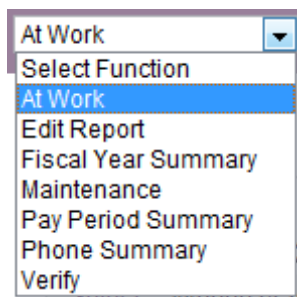 At Work
Select Function
At Work
Edit Report
Fiscal Year Summary
Maintenance
Pay Period Summary
Phone Summary
Verify